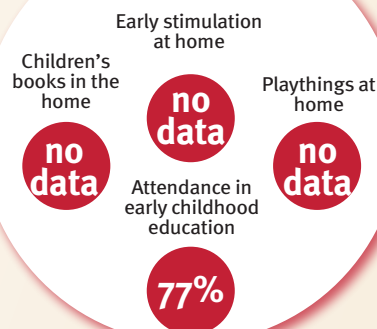 Early stimulation
at home
no
data
Children’s
books in the
home
no
data
Playthings at
home
no
data
Attendance in
early childhood
education
77%